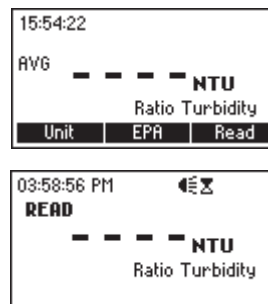 15:54:22
AVG
- - - - NTU
Ratio Turbidity
Unit EPA Read
03:58:56 PM
READ
- - - - NTU
Ratio Turbidity